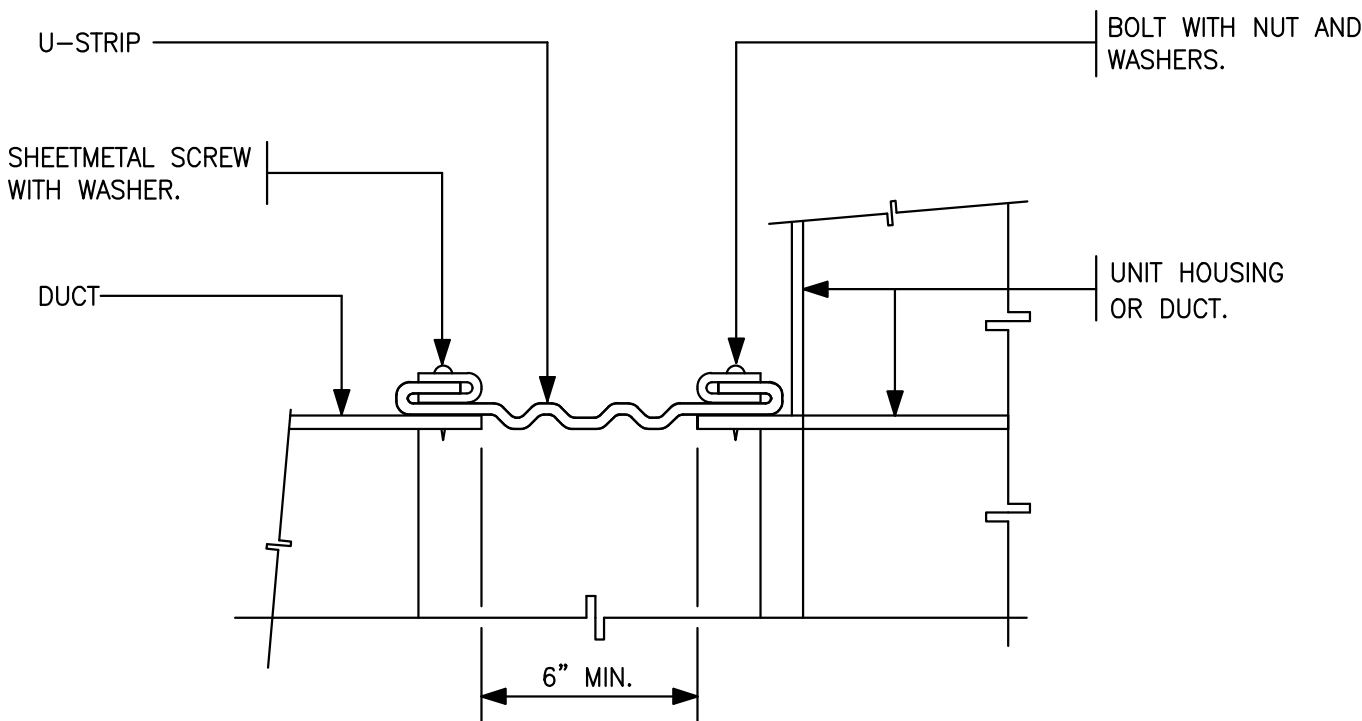 U-STRIP
BOLT WITH NUT AND
WASHERS.
SHEETMETAL SCREW
WITH WASHER.
DUCT
UNIT HOUSING
OR DUCT.
6" MIN.